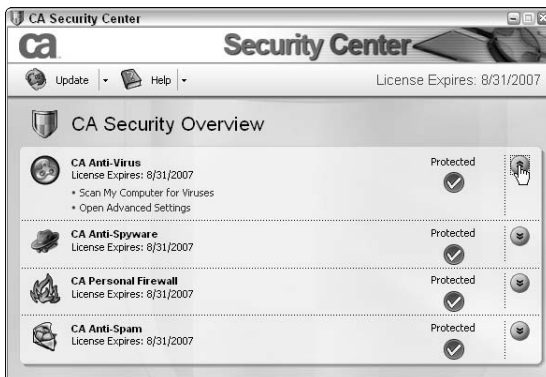 CA Security Center
ca
Security Center
Update
Help
License Expires: 8/31/2007
CA Security Overview
CA Anti-Virus
License Expires: 8/31/2007
• Scan My Computer for Viruses
• Open Advanced Settings
Protected
CA Anti-Spyware
License Expires: 8/31/2007
Protected
CA Personal Firewall
License Expires: 8/31/2007
Protected
CA Anti-Spam
License Expires: 8/31/2007
Protected